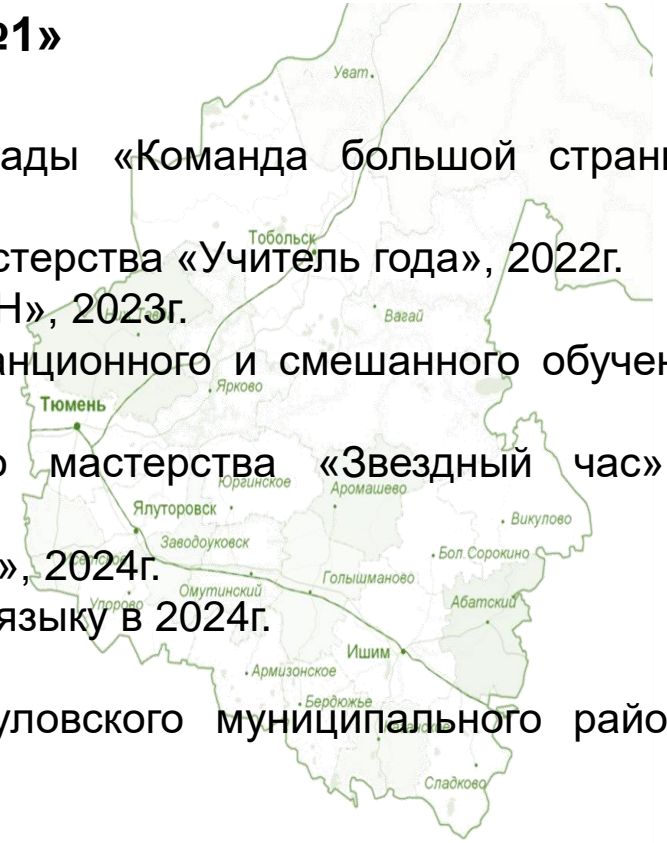 №1»
Уват
ады «Команда большой стран
Тобольск
стерства «Учитель года», 2022г.
Н», 2023г.
Вагай
анционного и смешанного обучен
Ярково
Тюмень
о мастерства «Звездный час»
Юргинское
Аромашево
Ялуторовск
Викулово
Заводоуковск
Бол.Сорокино
», 2024г.
Голышманово
Омутинский
Упорово
Абатский
языку в 2024г.
Ишим
Армизонское
Бердюжье
уловского муниципального райо
Сладково